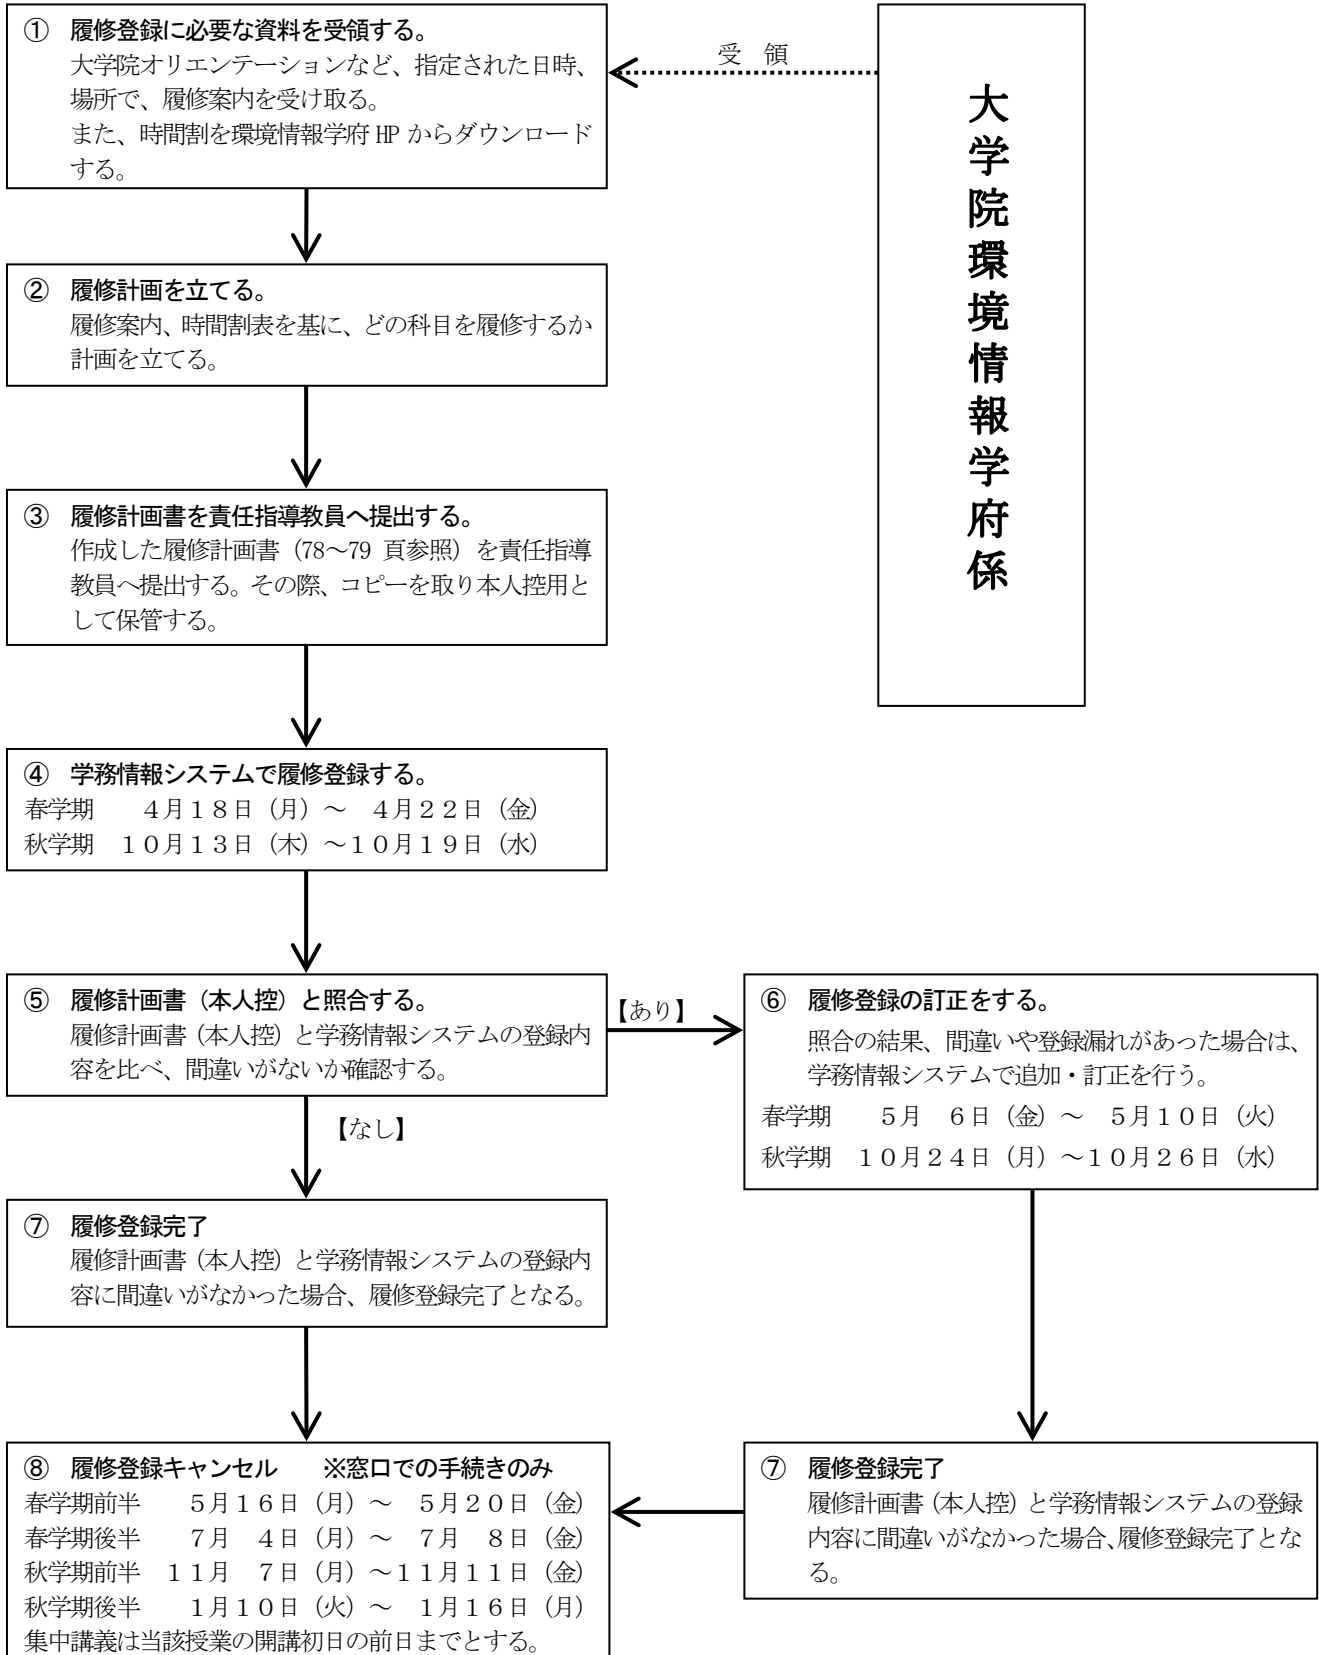 ① 履修登録に必要な資料を受領する。
大学院オリエンテーションなど、指定された日時、
場所で、履修案内を受け取る。
また、時間割を環境情報学府 HP からダウンロード
する。
受 領
大学院環境情報学府係
② 履修計画を立てる。
履修案内、時間割表を基に、どの科目を履修するか
計画を立てる。
③ 履修計画書を責任指導教員へ提出する。
作成した履修計画書（78～79 頁参照）を責任指導
教員へ提出する。その際、コピーを取り本人控用と
して保管する。
④ 学務情報システムで履修登録する。
春学期 ４月１８日（月）～ ４月２２日（金）
秋学期 １０月１３日（木）～１０月１９日（水）
⑤ 履修計画書（本人控）と照合する。
履修計画書（本人控）と学務情報システムの登録内
容を比べ、間違いがないか確認する。
【あり】
⑥ 履修登録の訂正をする。
照合の結果、間違いや登録漏れがあった場合は、
学務情報システムで追加・訂正を行う。
春学期 ５月 ６日（金）～ ５月１０日（火）
秋学期 １０月２４日（月）～１０月２６日（水）
【なし】
⑦ 履修登録完了
履修計画書（本人控）と学務情報システムの登録内
容に間違いがなかった場合、履修登録完了となる。
⑧ 履修登録キャンセル ※窓口での手続きのみ
春学期前半 ５月１６日（月）～ ５月２０日（金）
春学期後半 ７月 ４日（月）～ ７月 ８日（金）
秋学期前半 １１月 ７日（月）～１１月１１日（金）
秋学期後半 １月１０日（火）～ １月１６日（月）
集中講義は当該授業の開講初日の前日までとする。
⑦ 履修登録完了
履修計画書（本人控）と学務情報システムの登録
内容に間違いがなかった場合、履修登録完了とな
る。